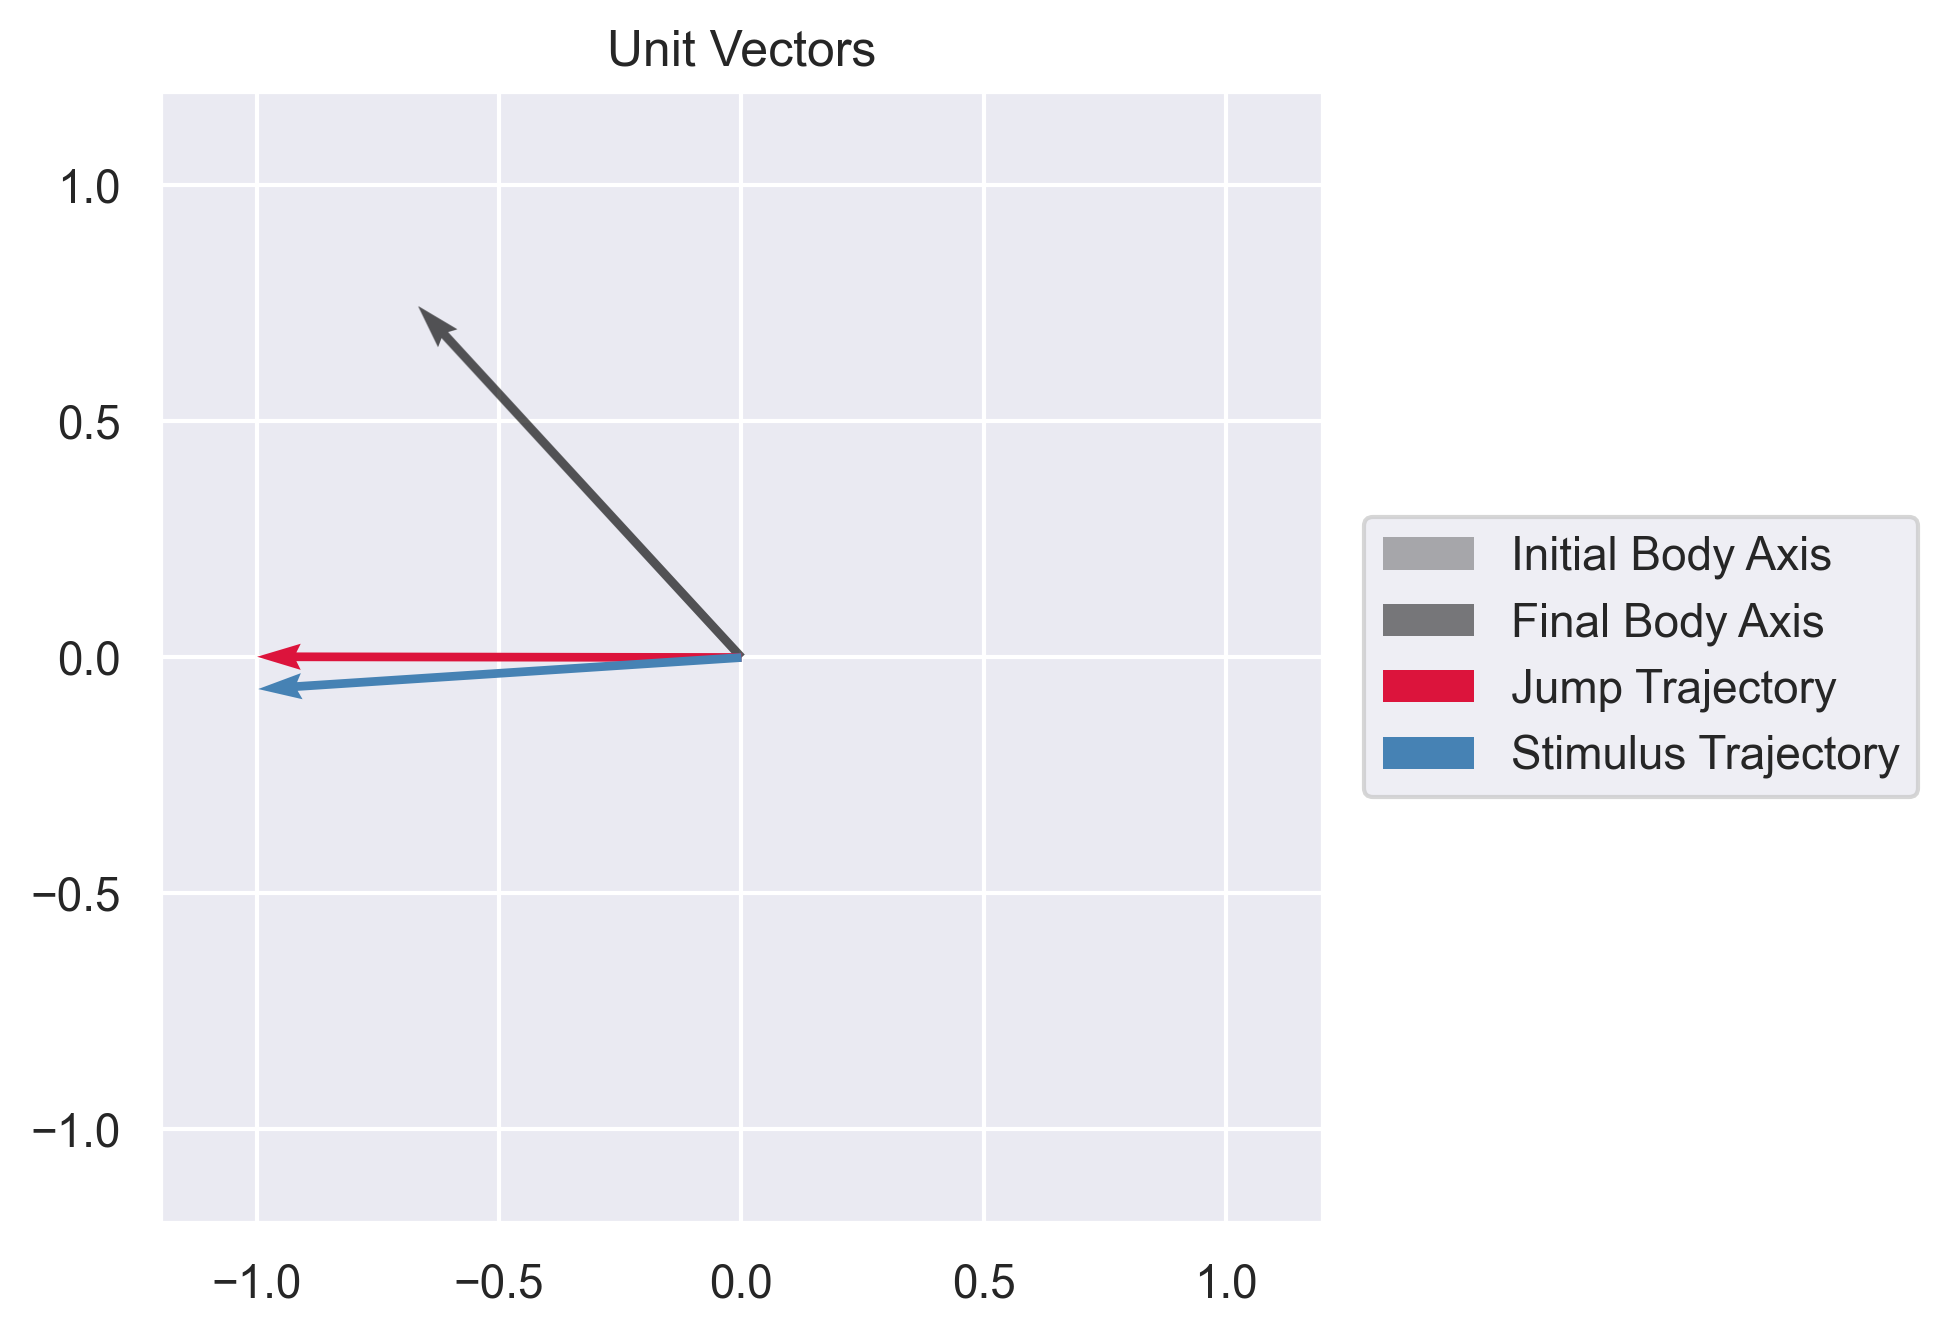 Unit Vectors
1.0
0.5
0.0
−0.5
−1.0
−1.0 −0.5 0.0 0.5 1.0
Initial Body Axis
Final Body Axis
Jump Trajectory
Stimulus Trajectory